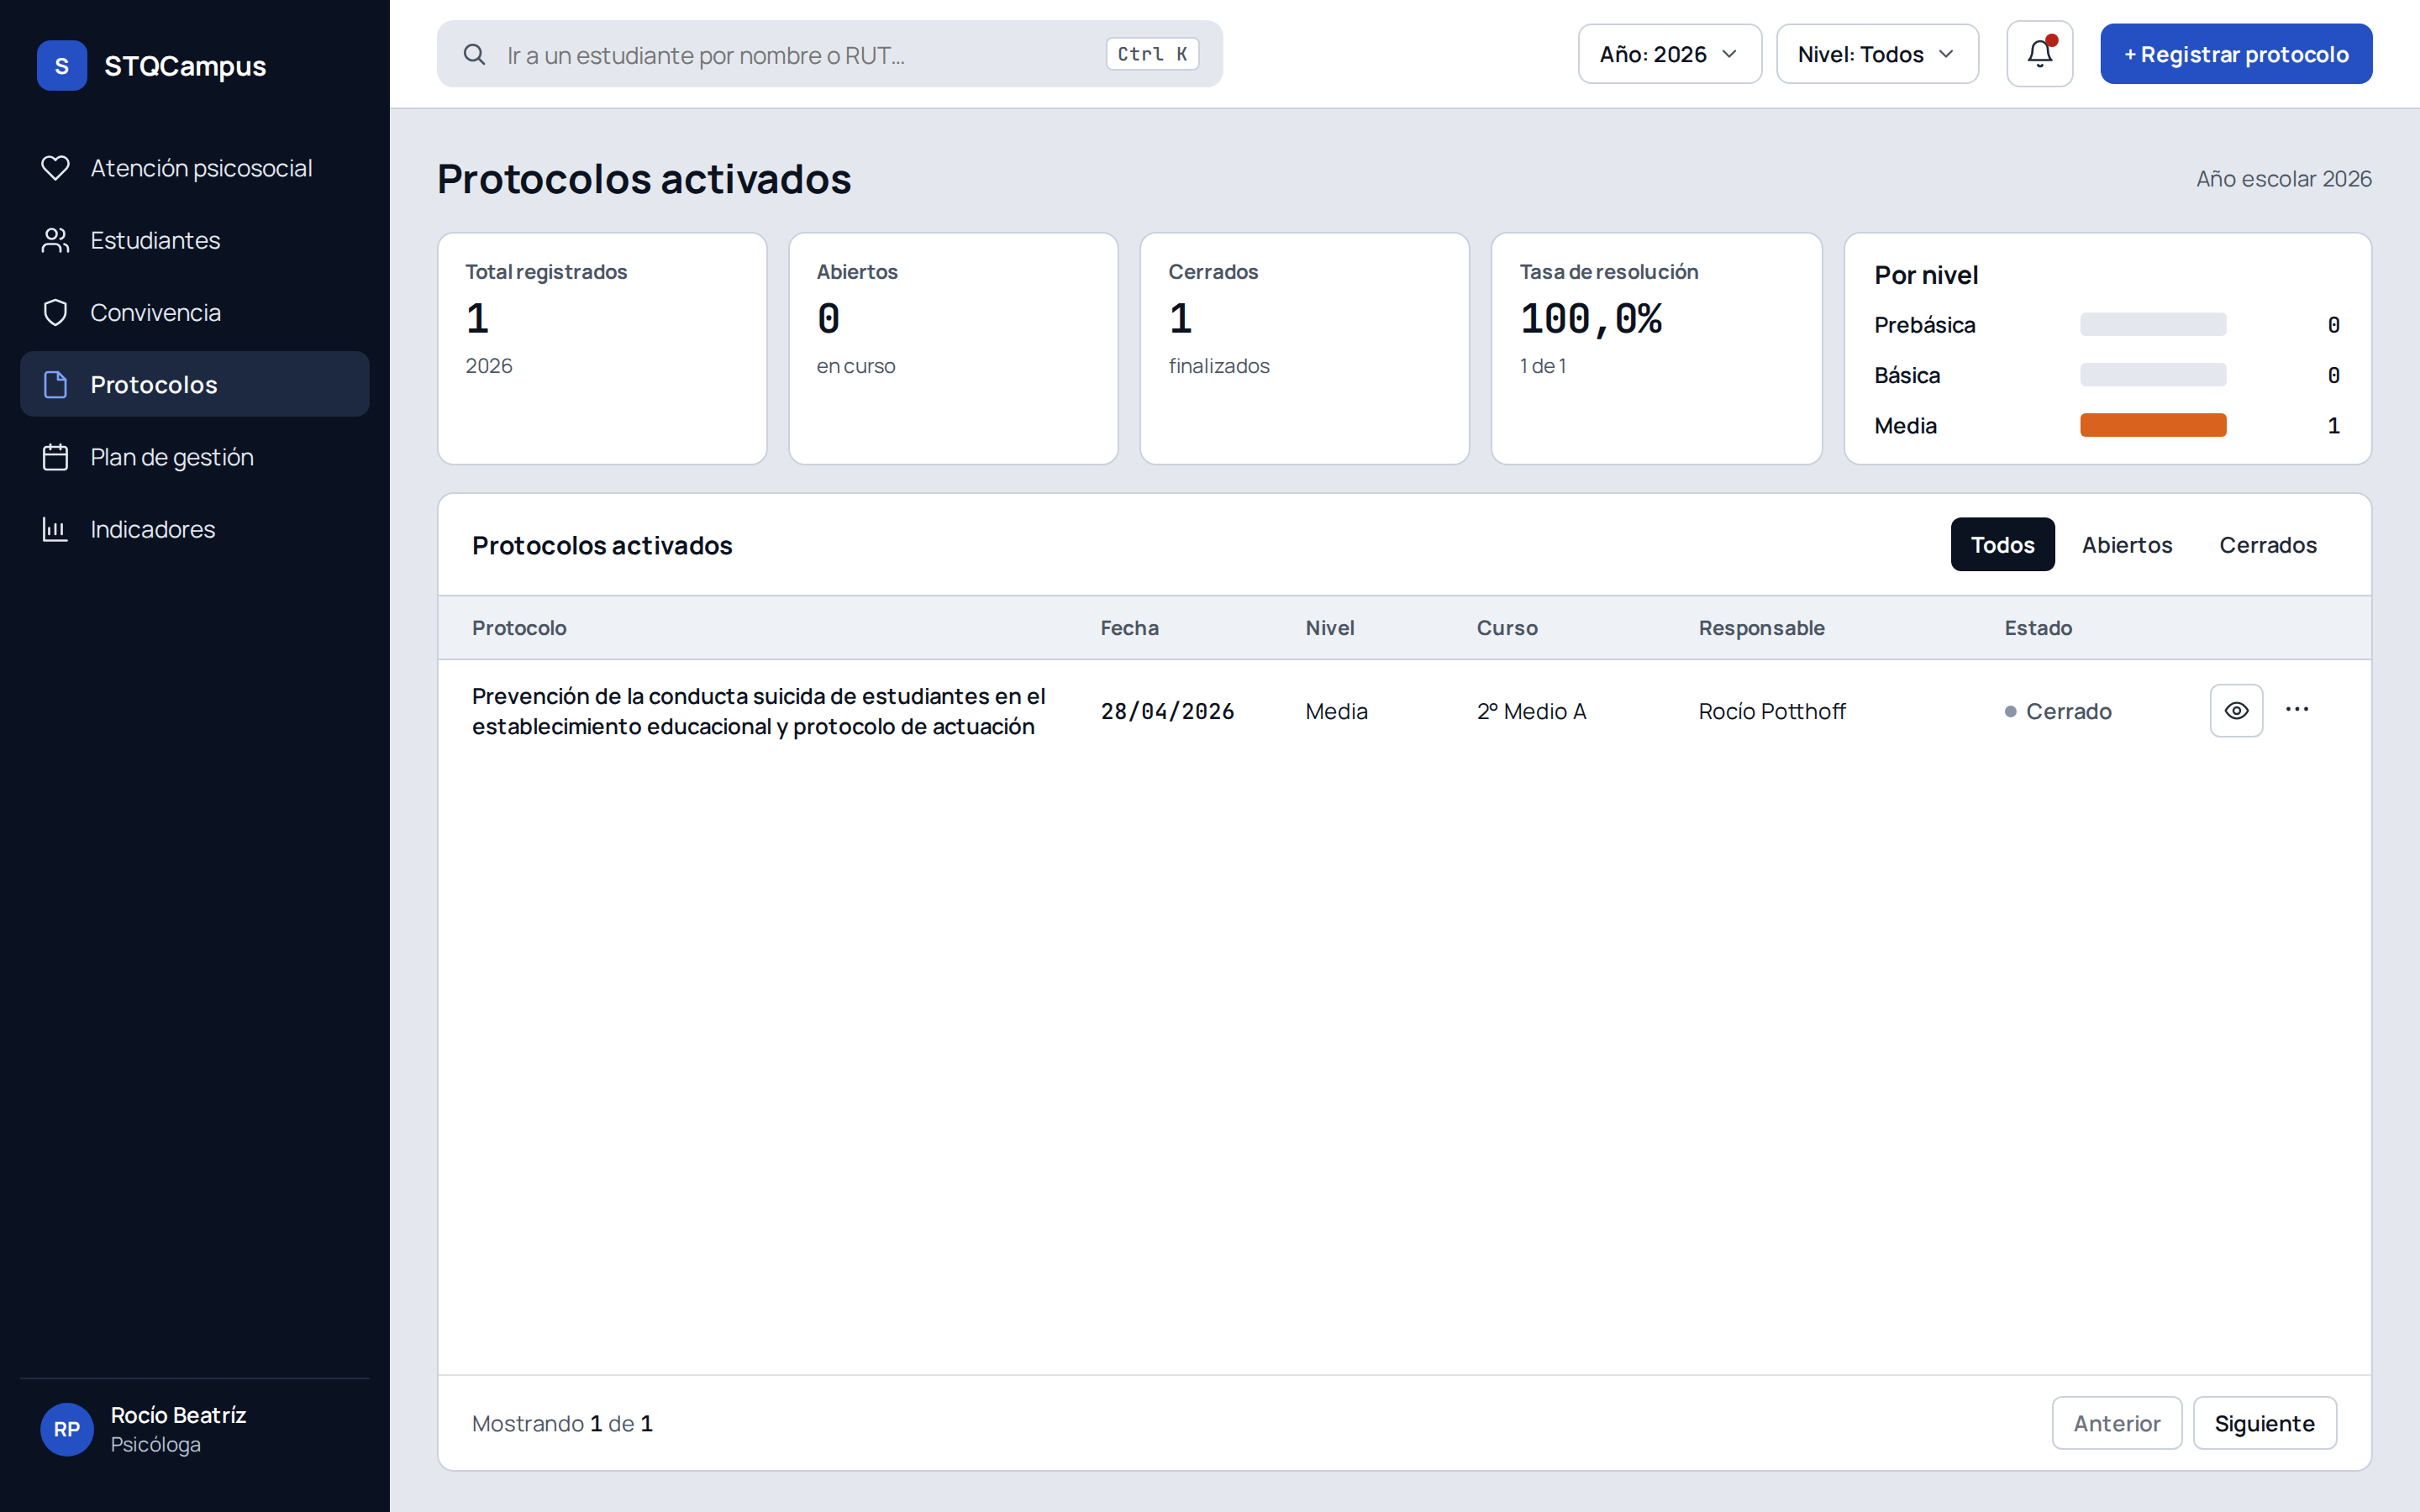 S STQCampus
Atención psicosocial
Estudiantes
Convivencia
Protocolos
Plan de gestión
Indicadores
RP
Rocío Beatríz
Psicóloga
Ir a un estudiante por nombre o RUT... Ctrl K
Año: 2026
Nivel: Todos
+ Registrar protocolo
Protocolos activados
Año escolar 2026
Total registrados
1
2026
Abiertos
0
en curso
Cerrados
1
finalizados
Tasa de resolución
100,0%
1 de 1
Por nivel
Prebásica 0
Básica 0
Media 1
Protocolos activados
Todos Abiertos Cerrados
Protocolo Fecha Nivel Curso Responsable Estado
Prevención de la conducta suicida de estudiantes en el
establecimiento educacional y protocolo de actuación
28/04/2026 Media 2° Medio A Rocío Potthoff Cerrado
Mostrando 1 de 1
Anterior Siguiente